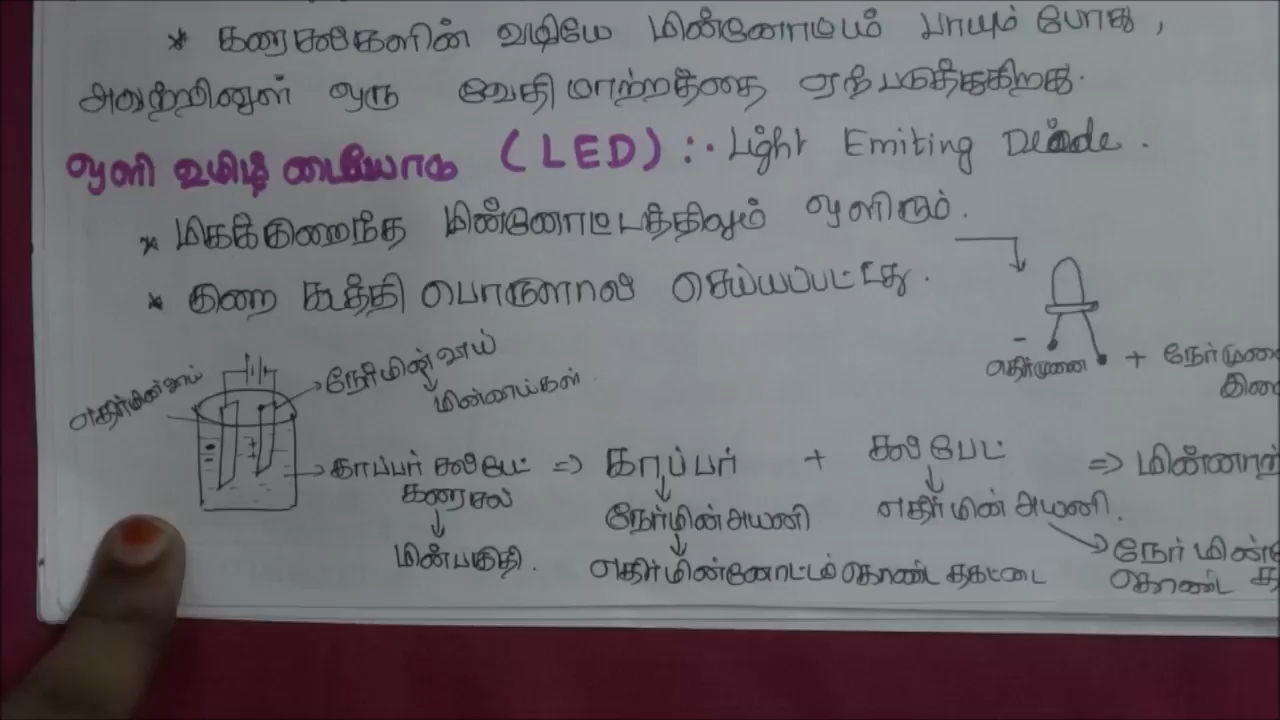 * கரைசல்களின் வழியே மின்னோட்டம் பாயும் போது,
அவற்றினுள் ஒரு வேதி மாற்றத்தை ஏற்படுத்துகிறது.
ஒளி உமிழ் டையோடு (LED) :- Light Emiting Deode.
* மிகக்குறைந்த மின்னோட்டத்திலும் ஒளிரும்.
* குறை கடத்தி பொருளால் செய்யப்பட்டது.
- எதிர்முனை
+ நேர்முனை
எதிர்மின்வாய்
நேர்மின்வாய்
மின்வாய்கள்
காப்பர் சல்பேட் => காப்பர் + சல்பேட் =>
கரைசல் நேர்மின்அயனி எதிர்மின்அயனி.
மின்பகுதி. எதிர்மின்னோட்டம் கொண்ட தகட்டை
நேர் மின்
கொண்ட